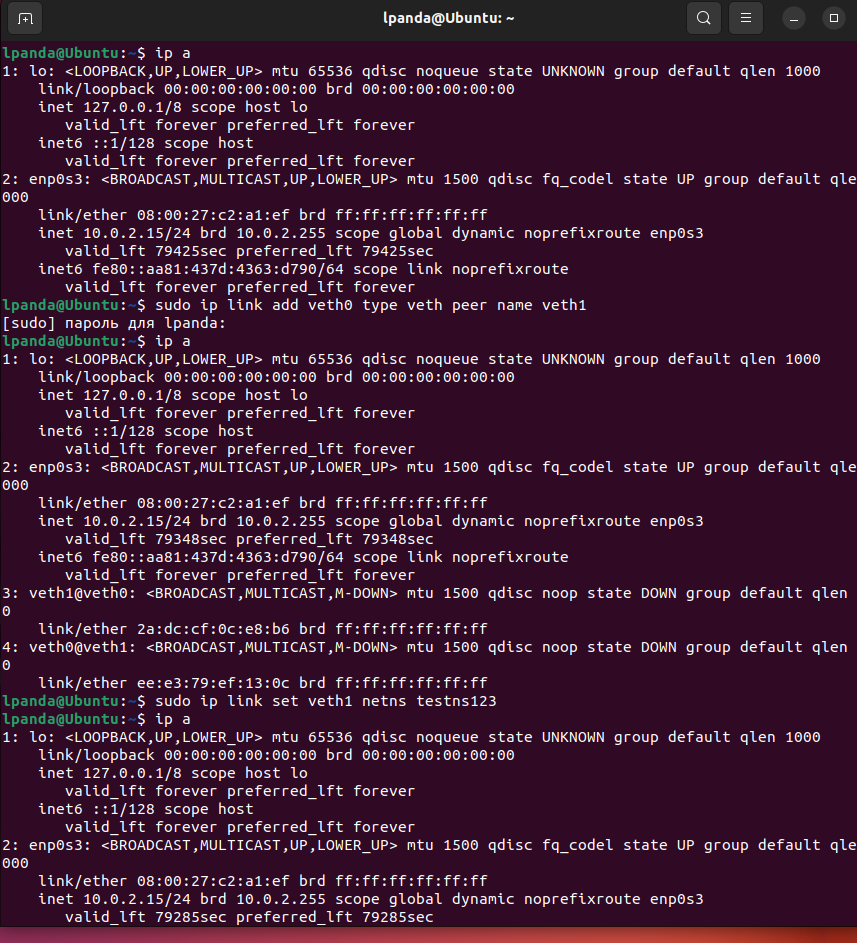 lpanda@Ubuntu: ~
lpanda@Ubuntu:~$ ip a
1: lo: <LOOPBACK,UP,LOWER_UP> mtu 65536 qdisc noqueue state UNKNOWN group default qlen 1000
    link/loopback 00:00:00:00:00:00 brd 00:00:00:00:00:00
    inet 127.0.0.1/8 scope host lo
       valid_lft forever preferred_lft forever
    inet6 ::1/128 scope host
       valid_lft forever preferred_lft forever
2: enp0s3: <BROADCAST,MULTICAST,UP,LOWER_UP> mtu 1500 qdisc fq_codel state UP group default qle
000
    link/ether 08:00:27:c2:a1:ef brd ff:ff:ff:ff:ff:ff
    inet 10.0.2.15/24 brd 10.0.2.255 scope global dynamic noprefixroute enp0s3
       valid_lft 79425sec preferred_lft 79425sec
    inet6 fe80::aa81:437d:4363:d790/64 scope link noprefixroute
       valid_lft forever preferred_lft forever
lpanda@Ubuntu:~$ sudo ip link add veth0 type veth peer name veth1
[sudo] пароль для lpanda:
lpanda@Ubuntu:~$ ip a
1: lo: <LOOPBACK,UP,LOWER_UP> mtu 65536 qdisc noqueue state UNKNOWN group default qlen 1000
    link/loopback 00:00:00:00:00:00 brd 00:00:00:00:00:00
    inet 127.0.0.1/8 scope host lo
       valid_lft forever preferred_lft forever
    inet6 ::1/128 scope host
       valid_lft forever preferred_lft forever
2: enp0s3: <BROADCAST,MULTICAST,UP,LOWER_UP> mtu 1500 qdisc fq_codel state UP group default qle
000
    link/ether 08:00:27:c2:a1:ef brd ff:ff:ff:ff:ff:ff
    inet 10.0.2.15/24 brd 10.0.2.255 scope global dynamic noprefixroute enp0s3
       valid_lft 79348sec preferred_lft 79348sec
    inet6 fe80::aa81:437d:4363:d790/64 scope link noprefixroute
       valid_lft forever preferred_lft forever
3: veth1@veth0: <BROADCAST,MULTICAST,M-DOWN> mtu 1500 qdisc noop state DOWN group default qlen
0
    link/ether 2a:dc:cf:0c:e8:b6 brd ff:ff:ff:ff:ff:ff
4: veth0@veth1: <BROADCAST,MULTICAST,M-DOWN> mtu 1500 qdisc noop state DOWN group default qlen
0
    link/ether ee:e3:79:ef:13:0c brd ff:ff:ff:ff:ff:ff
lpanda@Ubuntu:~$ sudo ip link set veth1 netns testns123
lpanda@Ubuntu:~$ ip a
1: lo: <LOOPBACK,UP,LOWER_UP> mtu 65536 qdisc noqueue state UNKNOWN group default qlen 1000
    link/loopback 00:00:00:00:00:00 brd 00:00:00:00:00:00
    inet 127.0.0.1/8 scope host lo
       valid_lft forever preferred_lft forever
    inet6 ::1/128 scope host
       valid_lft forever preferred_lft forever
2: enp0s3: <BROADCAST,MULTICAST,UP,LOWER_UP> mtu 1500 qdisc fq_codel state UP group default qle
000
    link/ether 08:00:27:c2:a1:ef brd ff:ff:ff:ff:ff:ff
    inet 10.0.2.15/24 brd 10.0.2.255 scope global dynamic noprefixroute enp0s3
       valid_lft 79285sec preferred_lft 79285sec